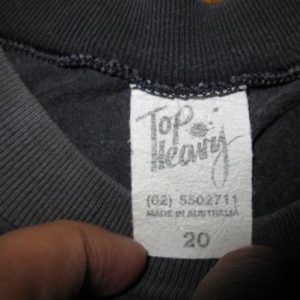 Top
Heavy
(02) 5502711
MADE IN AUSTRALIA
20